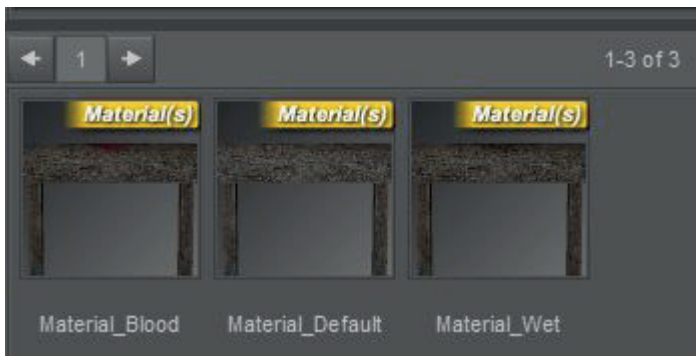 1
1-3 of 3
Material(s)
Material(s)
Material(s)
Material_Blood
Material_Default
Material_Wet